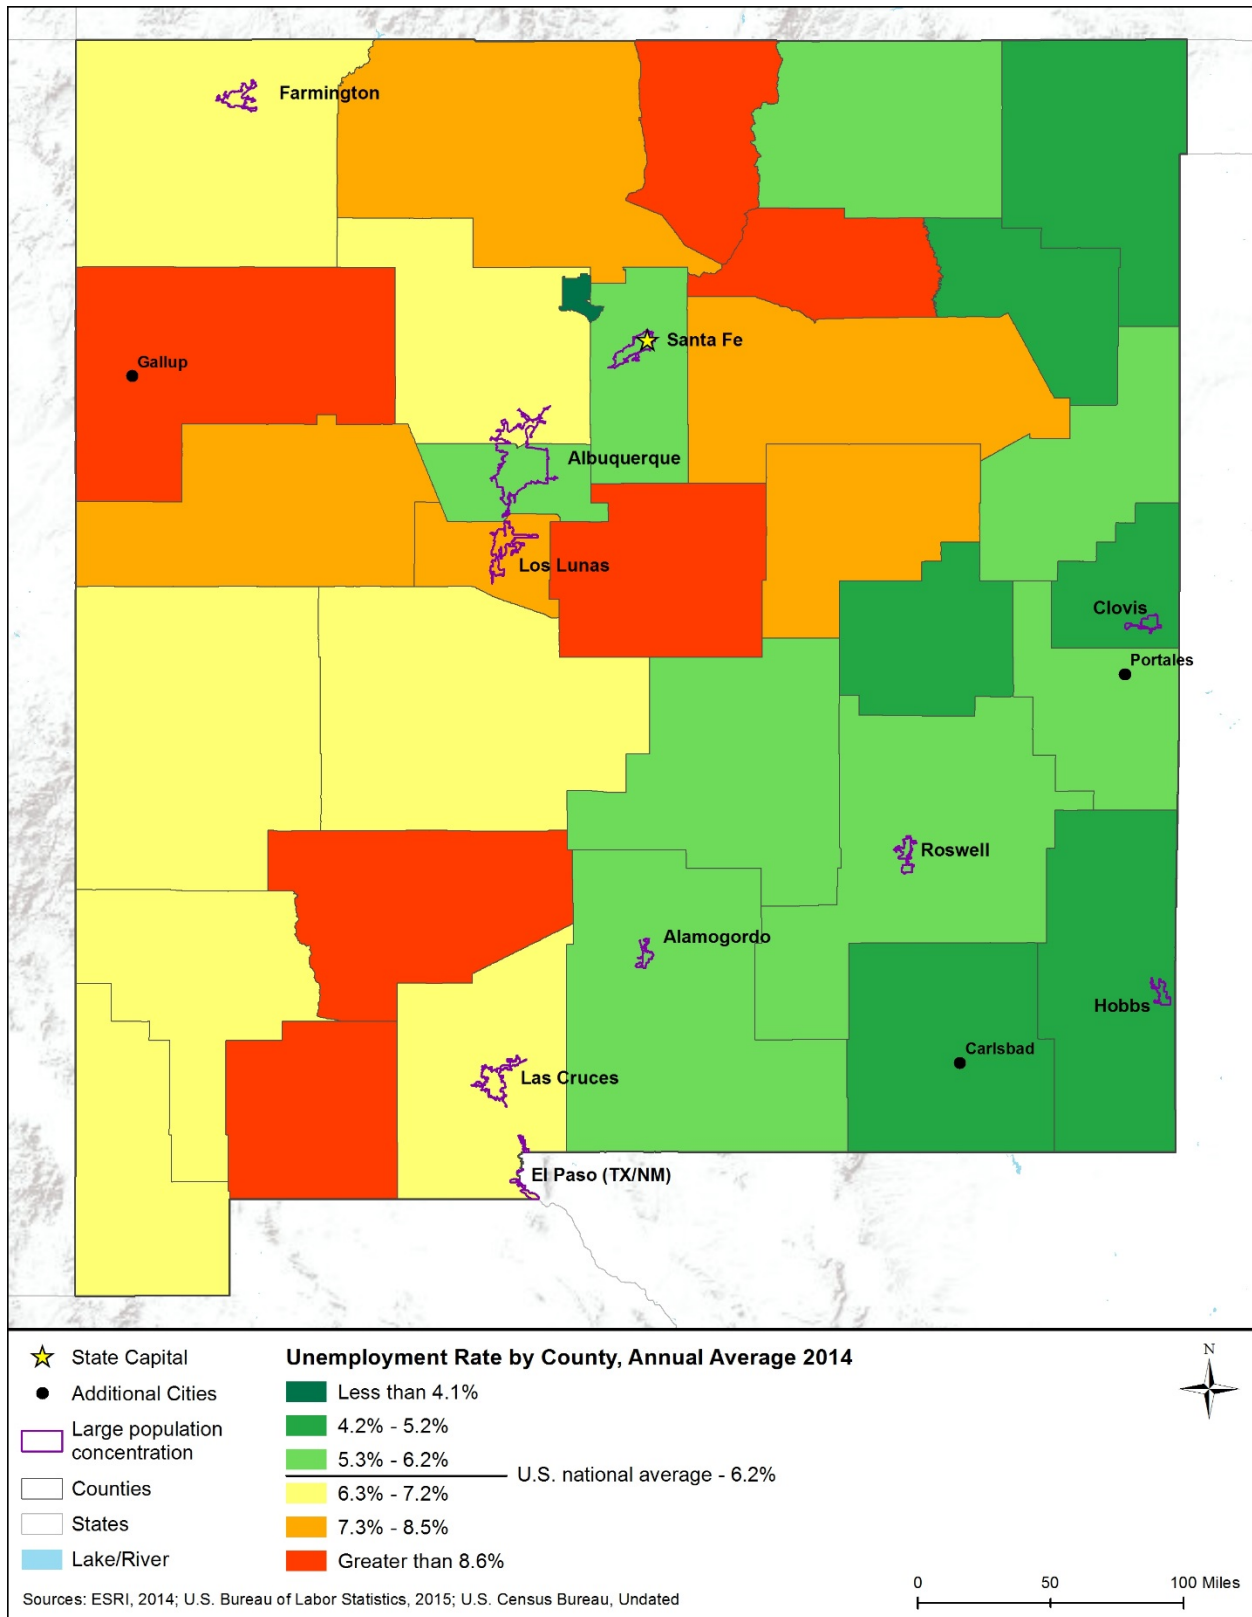 Farmington
Gallup
Santa Fe
Albuquerque
Los Lunas
Clovis
Portales
Roswell
Alamogordo
Hobbs
Carlsbad
Las Cruces
El Paso (TX/NM)
State Capital
Additional Cities
Large population
concentration
Counties
States
Lake/River
Unemployment Rate by County, Annual Average 2014
Less than 4.1%
4.2% - 5.2%
5.3% - 6.2%
U.S. national average - 6.2%
6.3% - 7.2%
7.3% - 8.5%
Greater than 8.6%
N
Sources: ESRI, 2014; U.S. Bureau of Labor Statistics, 2015; U.S. Census Bureau, Undated
0 50 100 Miles